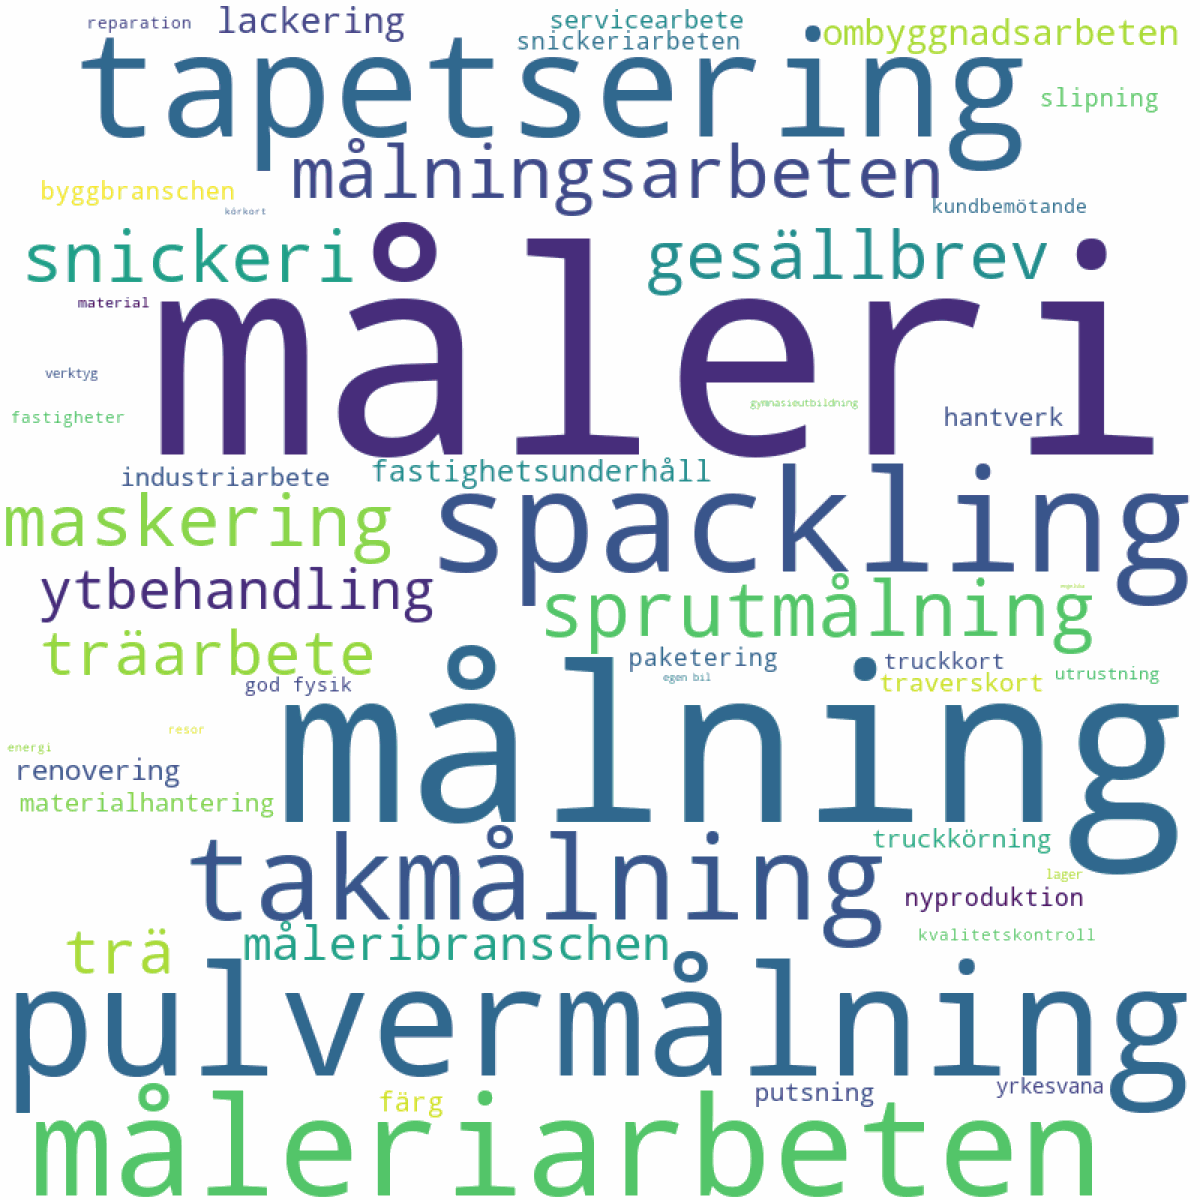 reparation
lackering
servicearbete
snickeriarbeten
ombyggnadsarbeten
tapetsering
slipning
målningsarbeten
byggbranschen
körkort
kundbemötande
snickeri
gesällbrev
måleri
material
verktyg
fastigheter
gymnasieutbildning
hantverk
industriarbete
fastighetsunderhåll
spackling
maskering
ytbehandling
sprutmålning
träarbete
paketering
truckkort
god fysik
egen bil
traverskort
utrustning
målning
resor
energi
renovering
materialhantering
takmålning
truckkörning
lager
nyproduktion
trä
måleribranschen
kvalitetskontroll
pulvermålning
färg
putsning
yrkesvana
måleriarbeten